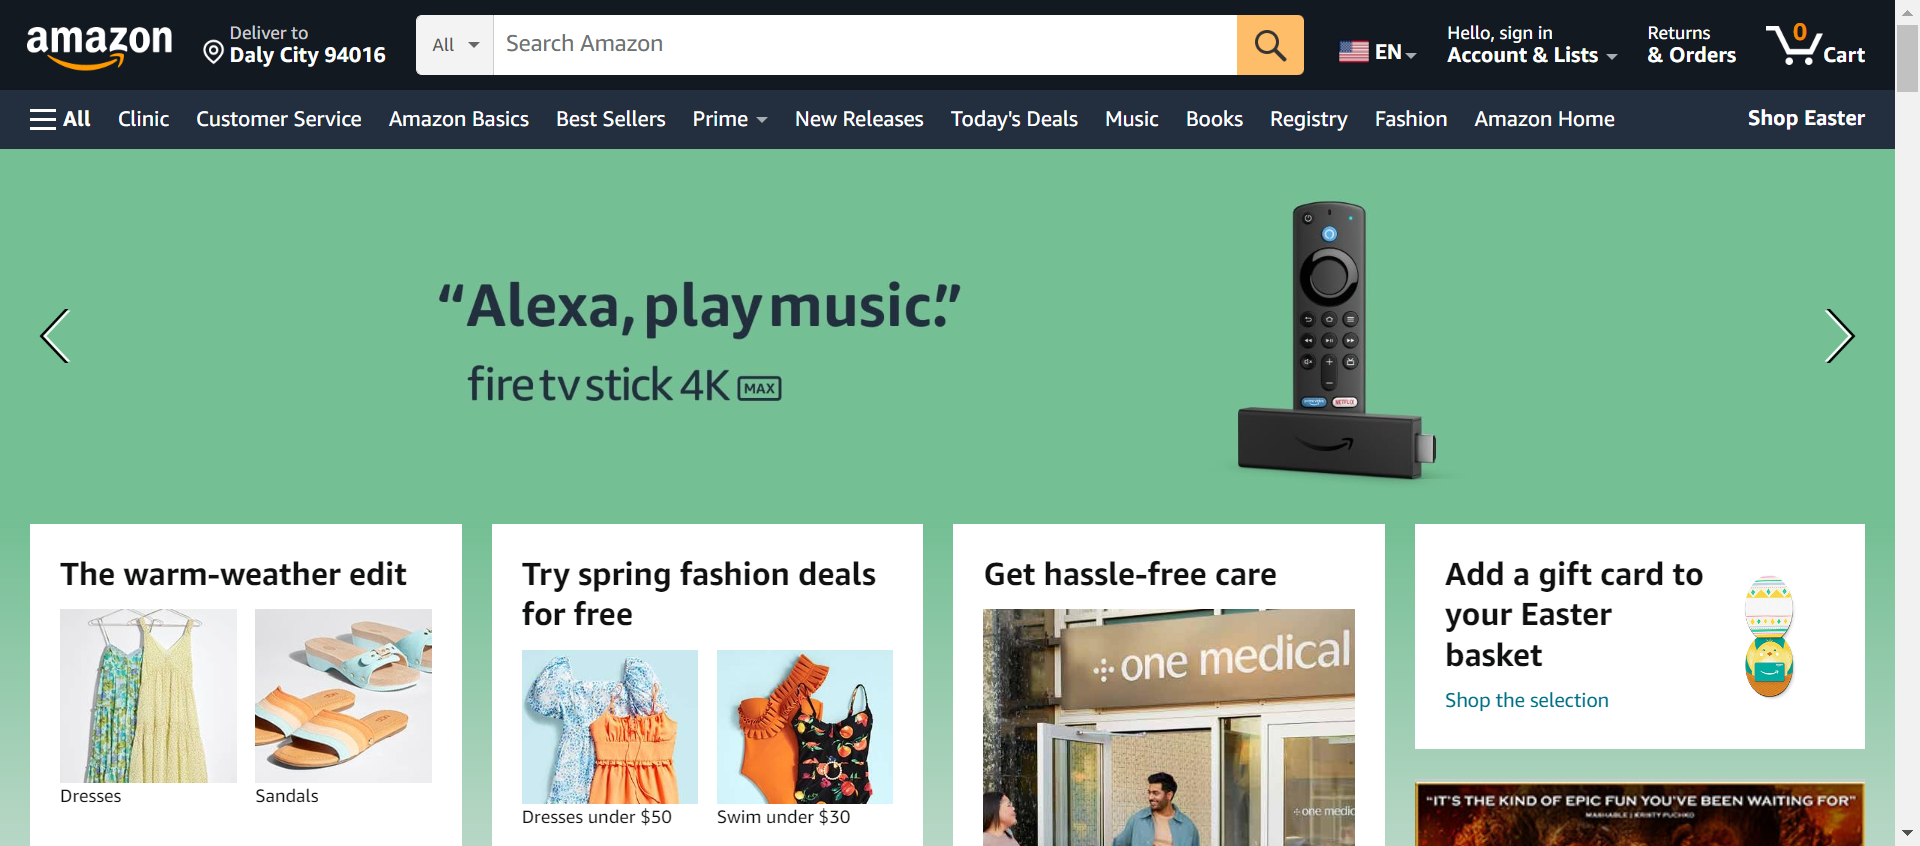 amazon
Deliver to
Daly City 94016
All
Search Amazon
EN
Hello, sign in
Account & Lists
Returns
& Orders
0
Cart
All
Clinic
Customer Service
Amazon Basics
Best Sellers
Prime
New Releases
Today's Deals
Music
Books
Registry
Fashion
Amazon Home
Shop Easter
“Alexa, play music.”
fire tv stick 4K MAX
NETFLIX
The warm-weather edit
Dresses
Sandals
Try spring fashion deals
for free
Dresses under $50
Swim under $30
Get hassle-free care
one medical
one medic
Add a gift card to
your Easter
basket
Shop the selection
“IT'S THE KIND OF EPIC FUN YOU'VE BEEN WAITING FOR”
MASHABLE | KRISTY PUCHKO